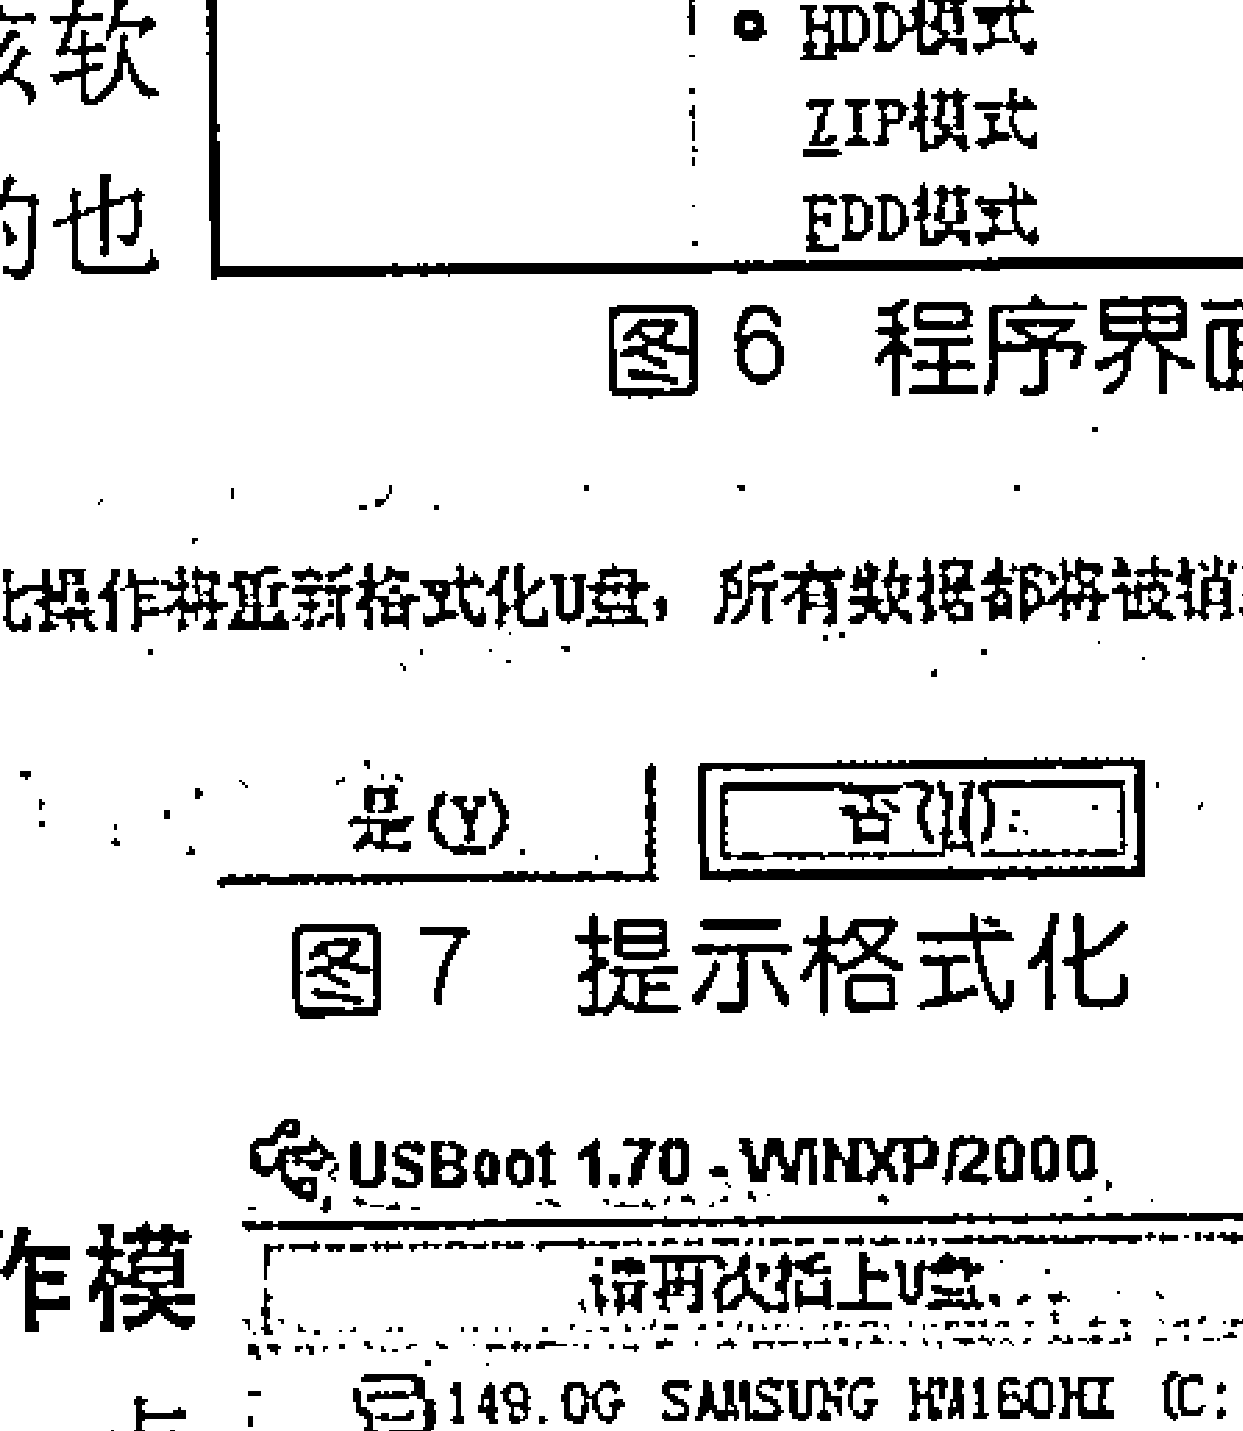 该软
HDD模式
ZIP模式
的也
FDD模式
图6 程序界面
此操作将重新格式化U盘，所有数据都将被销
是(Y) 否(N)
图7 提示格式化
USBoot 1.70 - WINXP/2000
作模
请再次插上U盘.
149.0G SAMSUNG HM160HI (C: